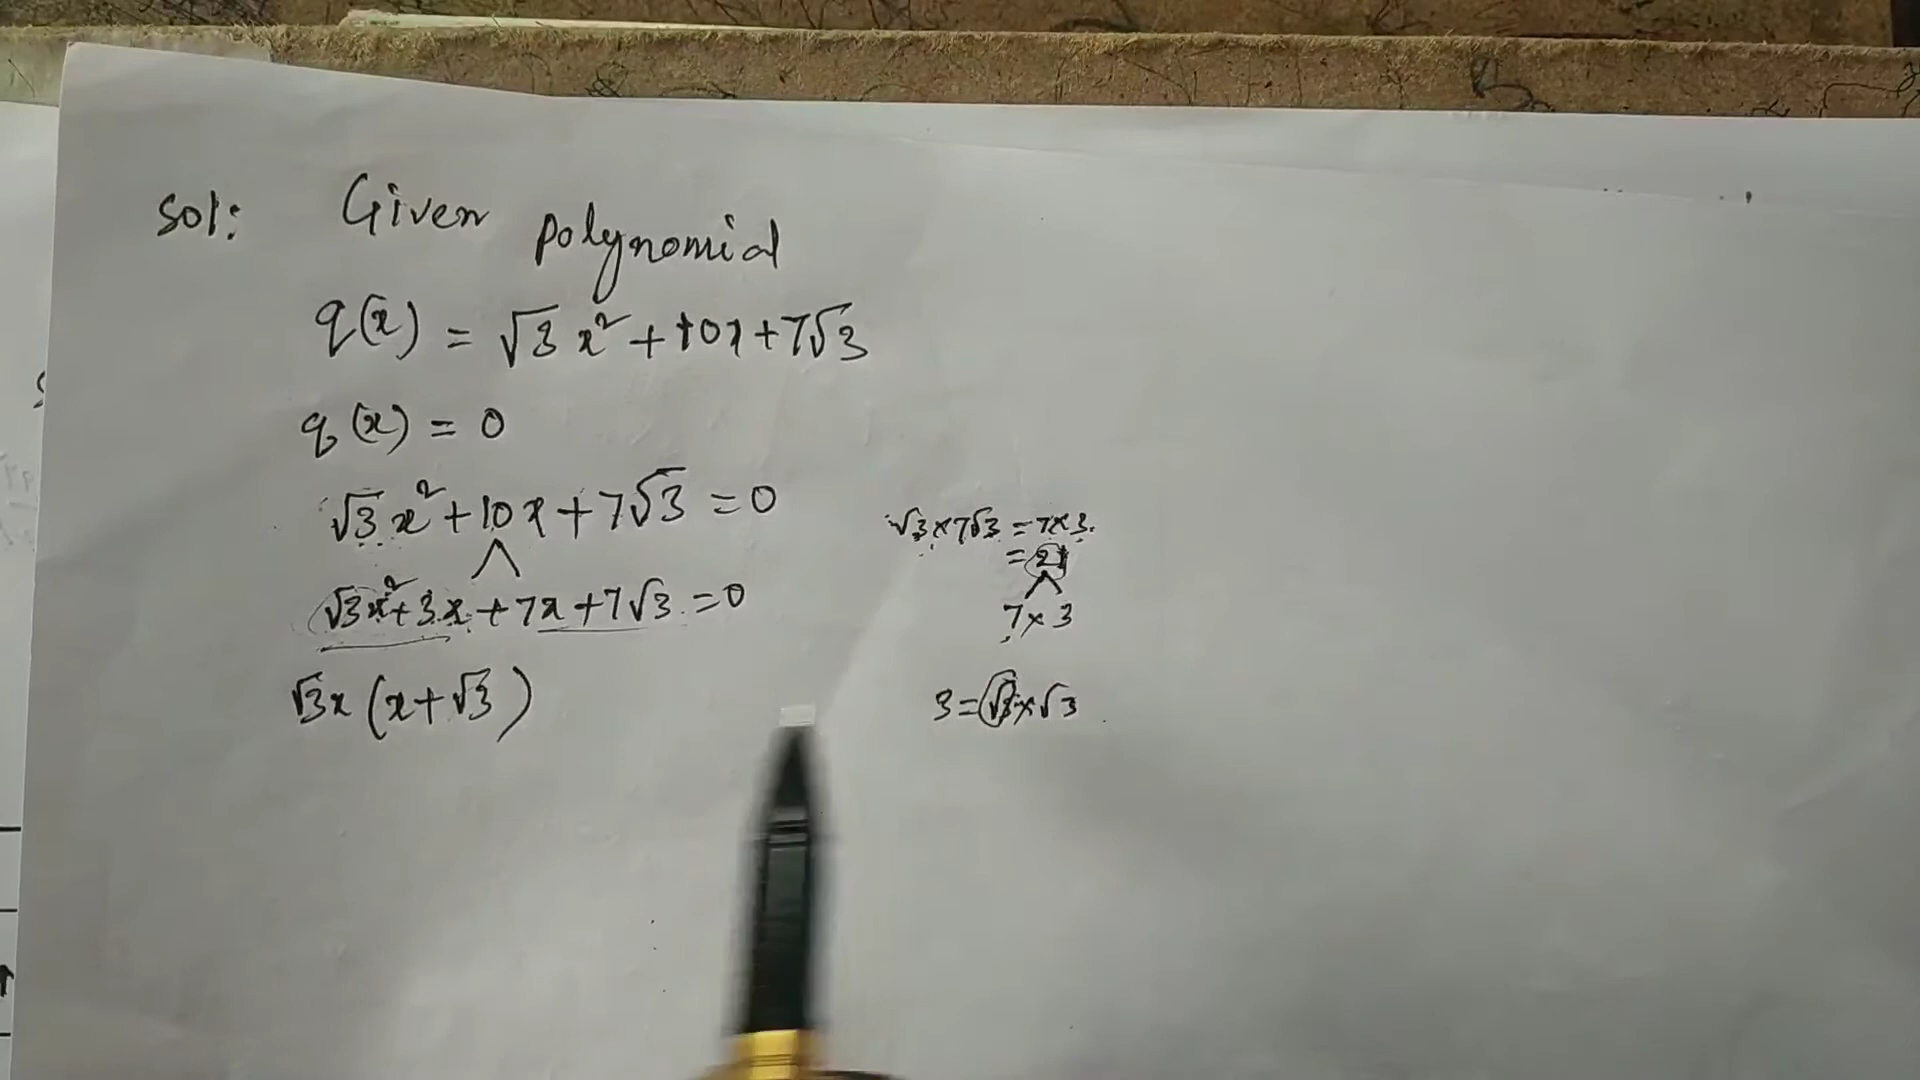 Sol: Given polynomial
q(x) = √3 x² + 10x + 7√3
q(x) = 0
√3 x² + 10x + 7√3 = 0
√3x² + 3x + 7x + 7√3 = 0
√3x (x + √3)
√3 × 7√3 = 7 × 3
= 21
7 × 3
3 = √3 × √3